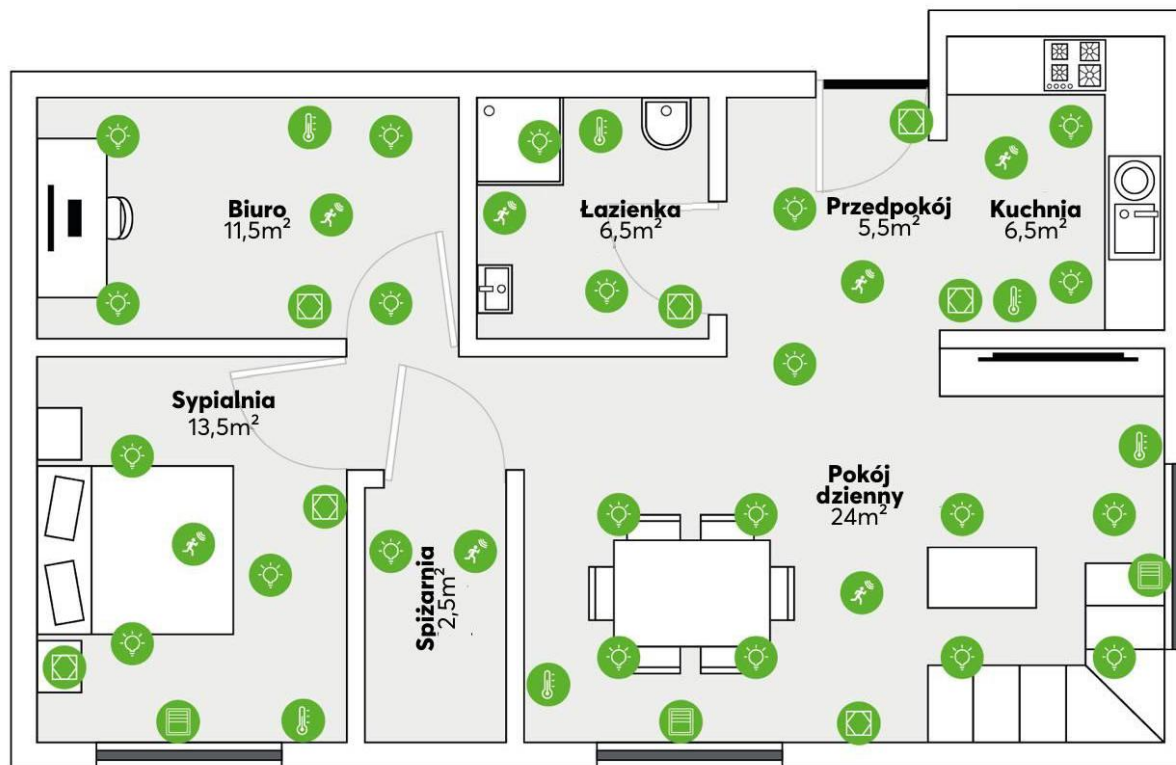 Biuro
11,5m²
Łazienka
6,5m²
Przedpokój
5,5m²
Kuchnia
6,5m²
Sypialnia
13,5m²
Spiżarnia
2,5m²
Pokój
dzienny
24m²